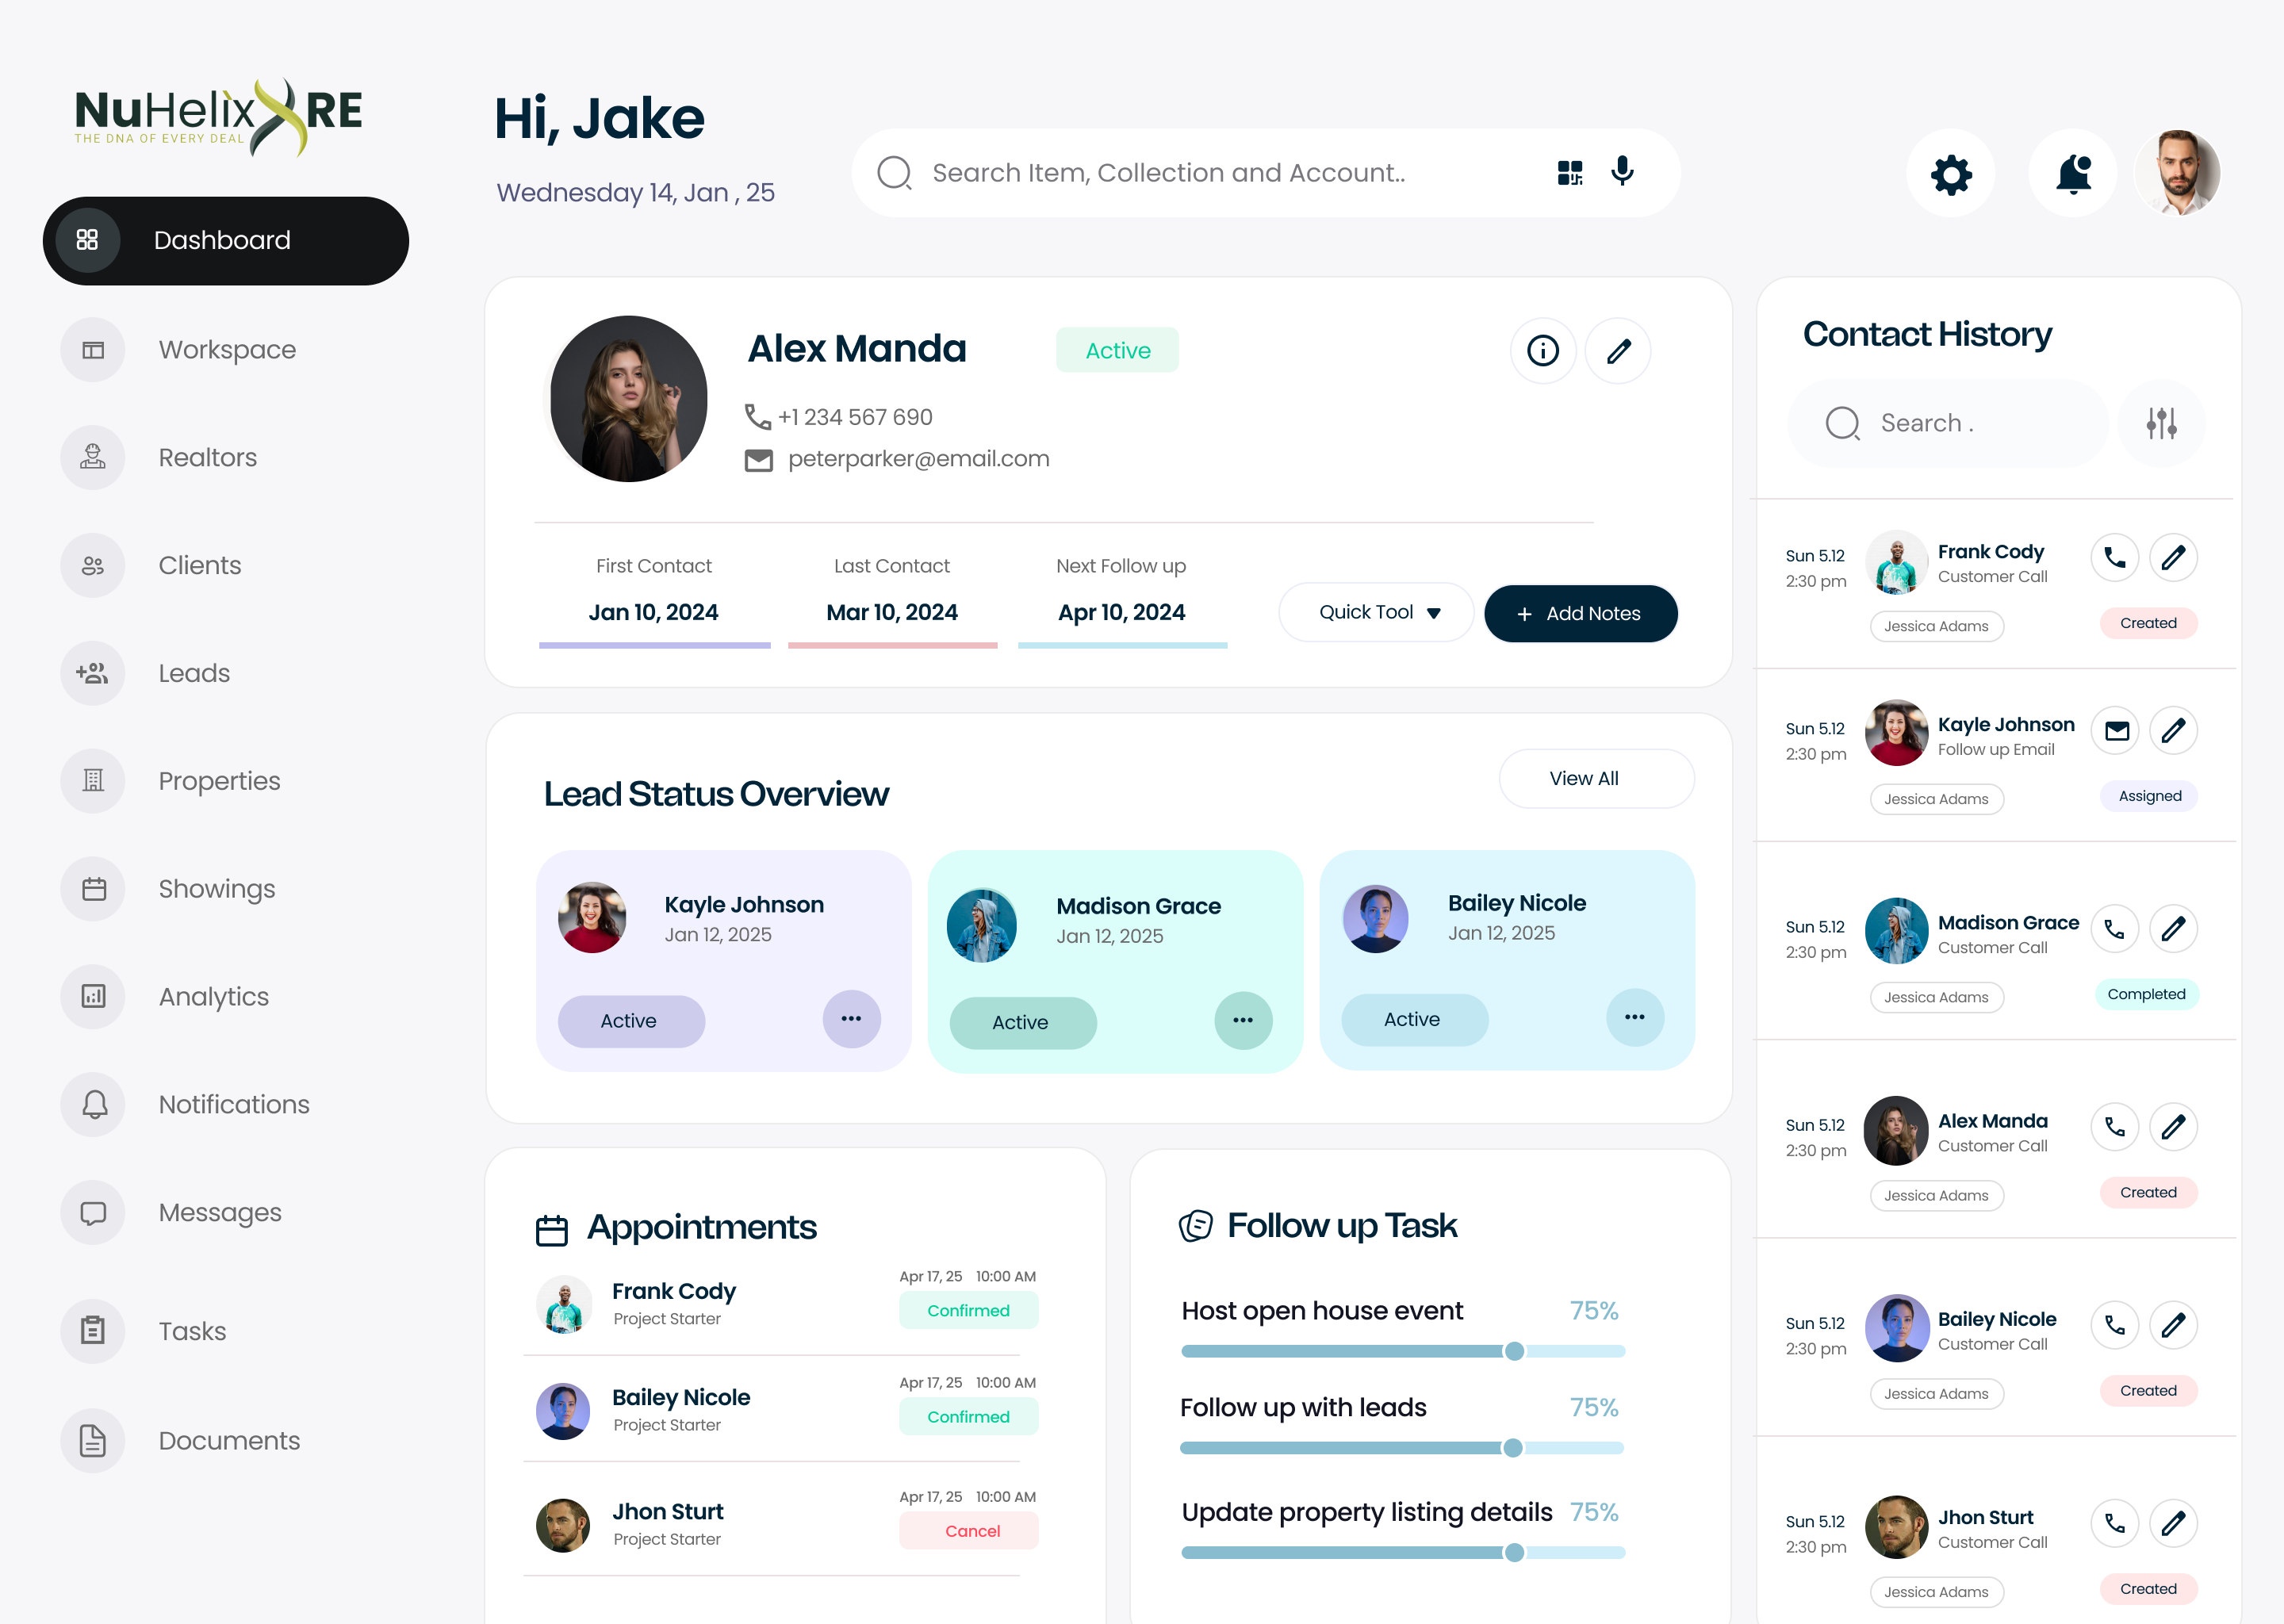 NuHelix RE
THE DNA OF EVERY DEAL
Dashboard
Workspace
Realtors
Clients
Leads
Properties
Showings
Analytics
Notifications
Messages
Tasks
Documents
Hi, Jake
Wednesday 14, Jan , 25
Search Item, Collection and Account..
Alex Manda
Active
+1 234 567 690
peterparker@email.com
First Contact
Jan 10, 2024
Last Contact
Mar 10, 2024
Next Follow up
Apr 10, 2024
Quick Tool
+ Add Notes
Lead Status Overview
View All
Kayle Johnson
Jan 12, 2025
Active
Madison Grace
Jan 12, 2025
Active
Bailey Nicole
Jan 12, 2025
Active
Appointments
Frank Cody
Project Starter
Apr 17, 25 10:00 AM
Confirmed
Bailey Nicole
Project Starter
Apr 17, 25 10:00 AM
Confirmed
Jhon Sturt
Project Starter
Apr 17, 25 10:00 AM
Cancel
Follow up Task
Host open house event 75%
Follow up with leads 75%
Update property listing details 75%
Contact History
Search .
Sun 5.12
2:30 pm
Frank Cody
Customer Call
Jessica Adams
Created
Sun 5.12
2:30 pm
Kayle Johnson
Follow up Email
Jessica Adams
Assigned
Sun 5.12
2:30 pm
Madison Grace
Customer Call
Jessica Adams
Completed
Sun 5.12
2:30 pm
Alex Manda
Customer Call
Jessica Adams
Created
Sun 5.12
2:30 pm
Bailey Nicole
Customer Call
Jessica Adams
Created
Sun 5.12
2:30 pm
Jhon Sturt
Customer Call
Jessica Adams
Created